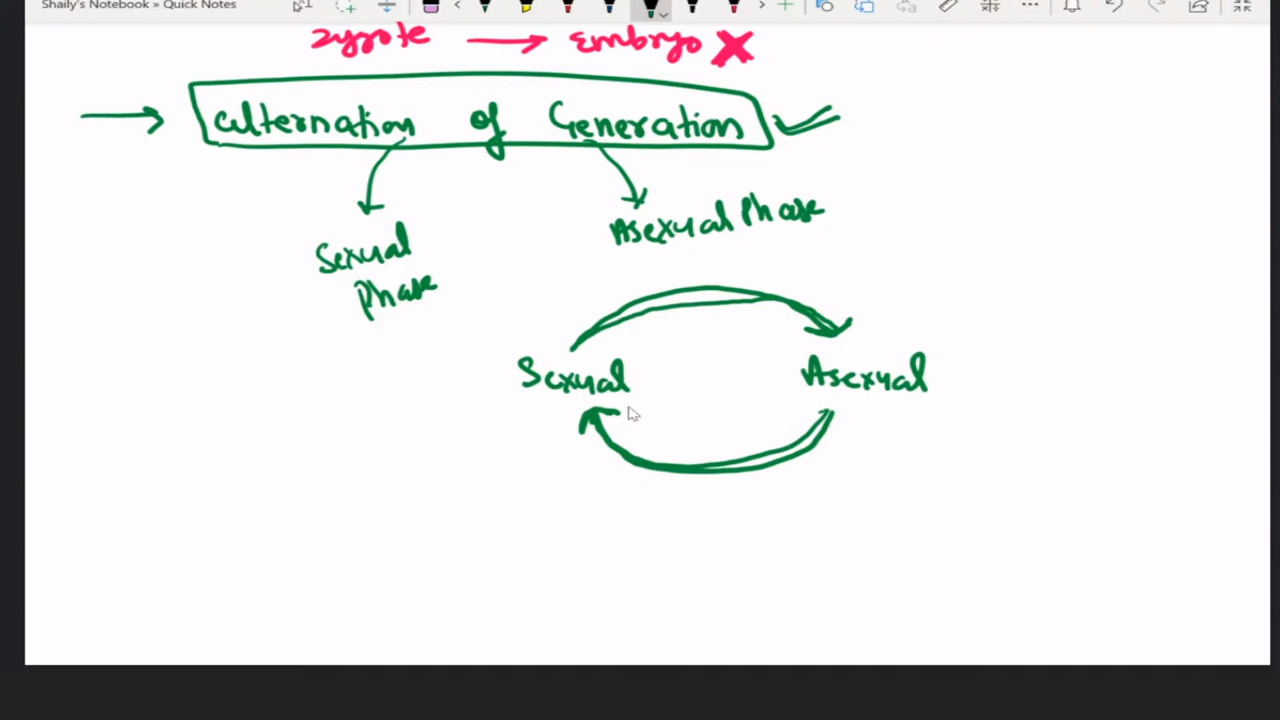 Shaily's Notebook » Quick Notes
Zygote → Embryo ✗
→ alternation of Generation ✓
Asexual Phase
Sexual
Phase
Sexual Asexual